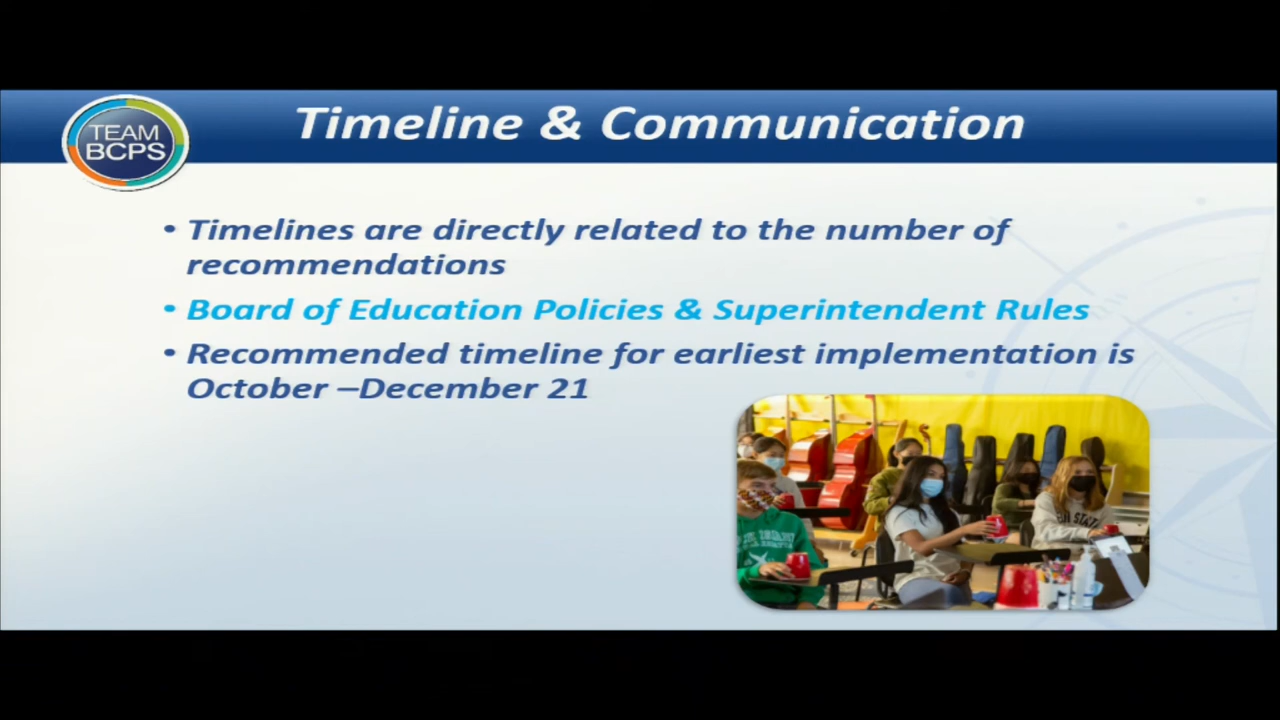 TEAM
BCPS
Timeline & Communication
• Timelines are directly related to the number of
recommendations
• Board of Education Policies & Superintendent Rules
• Recommended timeline for earliest implementation is
October –December 21